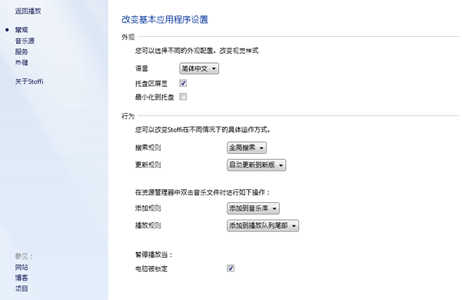 返回播放
常规
音乐源
服务
热键
关于Stoffi
参见：
网站
博客
项目
改变基本应用程序设置
外观
您可以选择不同的外观配置，改变视觉样式
语言 简体中文
托盘区屏显
最小化到托盘
行为
您可以改变Stoffi在不同情况下的具体运作方式。
搜索规则 全局搜索
更新规则 自动更新到新版
在资源管理器中双击音乐文件时进行如下操作：
添加规则 添加到音乐库
播放规则 添加到播放队列尾部
暂停播放当：
电脑被锁定